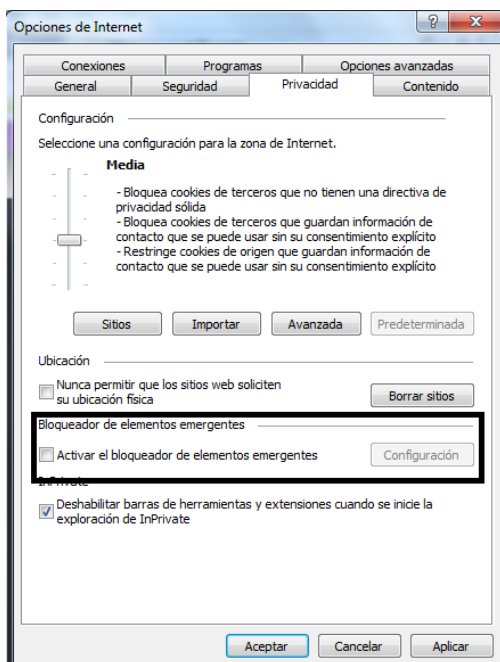 Opciones de Internet
?
X
Conexiones Programas Opciones avanzadas
General Seguridad Privacidad Contenido
Configuración
Seleccione una configuración para la zona de Internet.
Media
- Bloquea cookies de terceros que no tienen una directiva de
privacidad sólida
- Bloquea cookies de terceros que guardan información de
contacto que se puede usar sin su consentimiento explícito
- Restringe cookies de origen que guardan información de
contacto que se puede usar sin su consentimiento explícito
Sitios Importar Avanzada Predeterminada
Ubicación
Nunca permitir que los sitios web soliciten
su ubicación física
Borrar sitios
Bloqueador de elementos emergentes
Activar el bloqueador de elementos emergentes Configuración
InPrivate
Deshabilitar barras de herramientas y extensiones cuando se inicie la
exploración de InPrivate
Aceptar Cancelar Aplicar